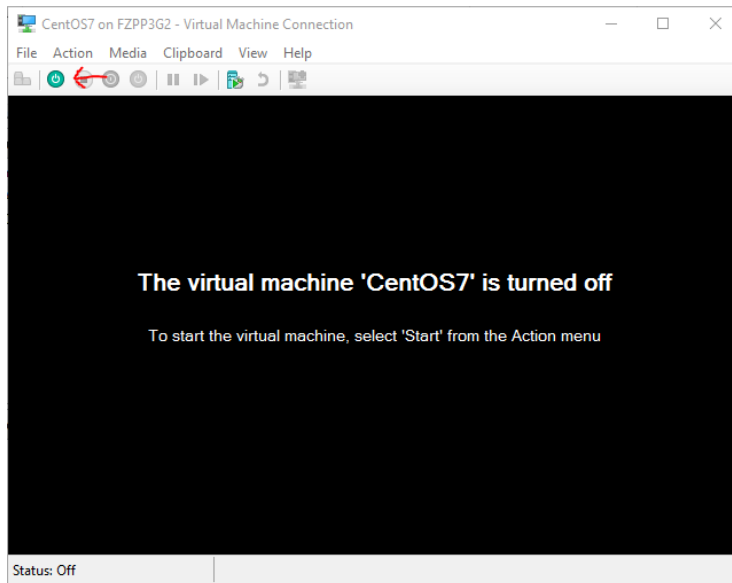 CentOS7 on FZPP3G2 - Virtual Machine Connection
File Action Media Clipboard View Help
The virtual machine 'CentOS7' is turned off
To start the virtual machine, select 'Start' from the Action menu
Status: Off